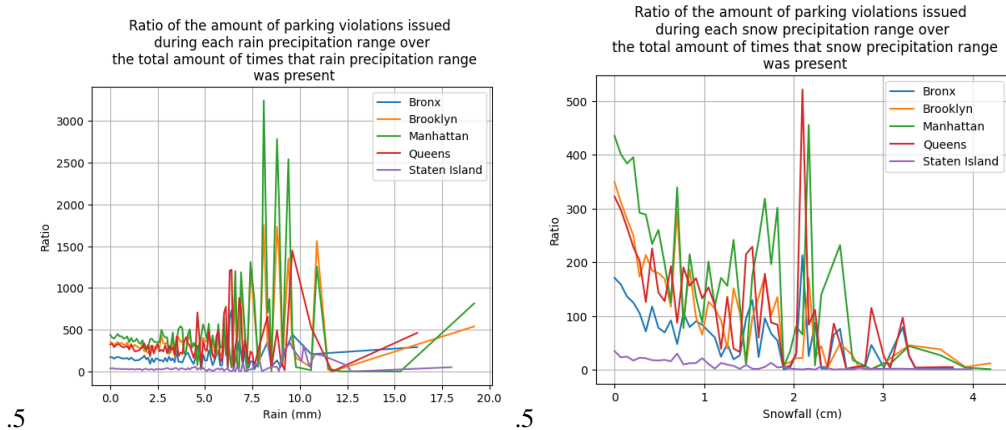 Ratio of the amount of parking violations issued
during each rain precipitation range over
the total amount of times that rain precipitation range
was present
3000
2500
2000
1500
1000
500
0
Ratio
Bronx
Brooklyn
Manhattan
Queens
Staten Island
0.0 2.5 5.0 7.5 10.0 12.5 15.0 17.5 20.0
Rain (mm)
.5
Ratio of the amount of parking violations issued
during each snow precipitation range over
the total amount of times that snow precipitation range
was present
500
400
300
200
100
0
Ratio
Bronx
Brooklyn
Manhattan
Queens
Staten Island
0 1 2 3 4
Snowfall (cm)
.5